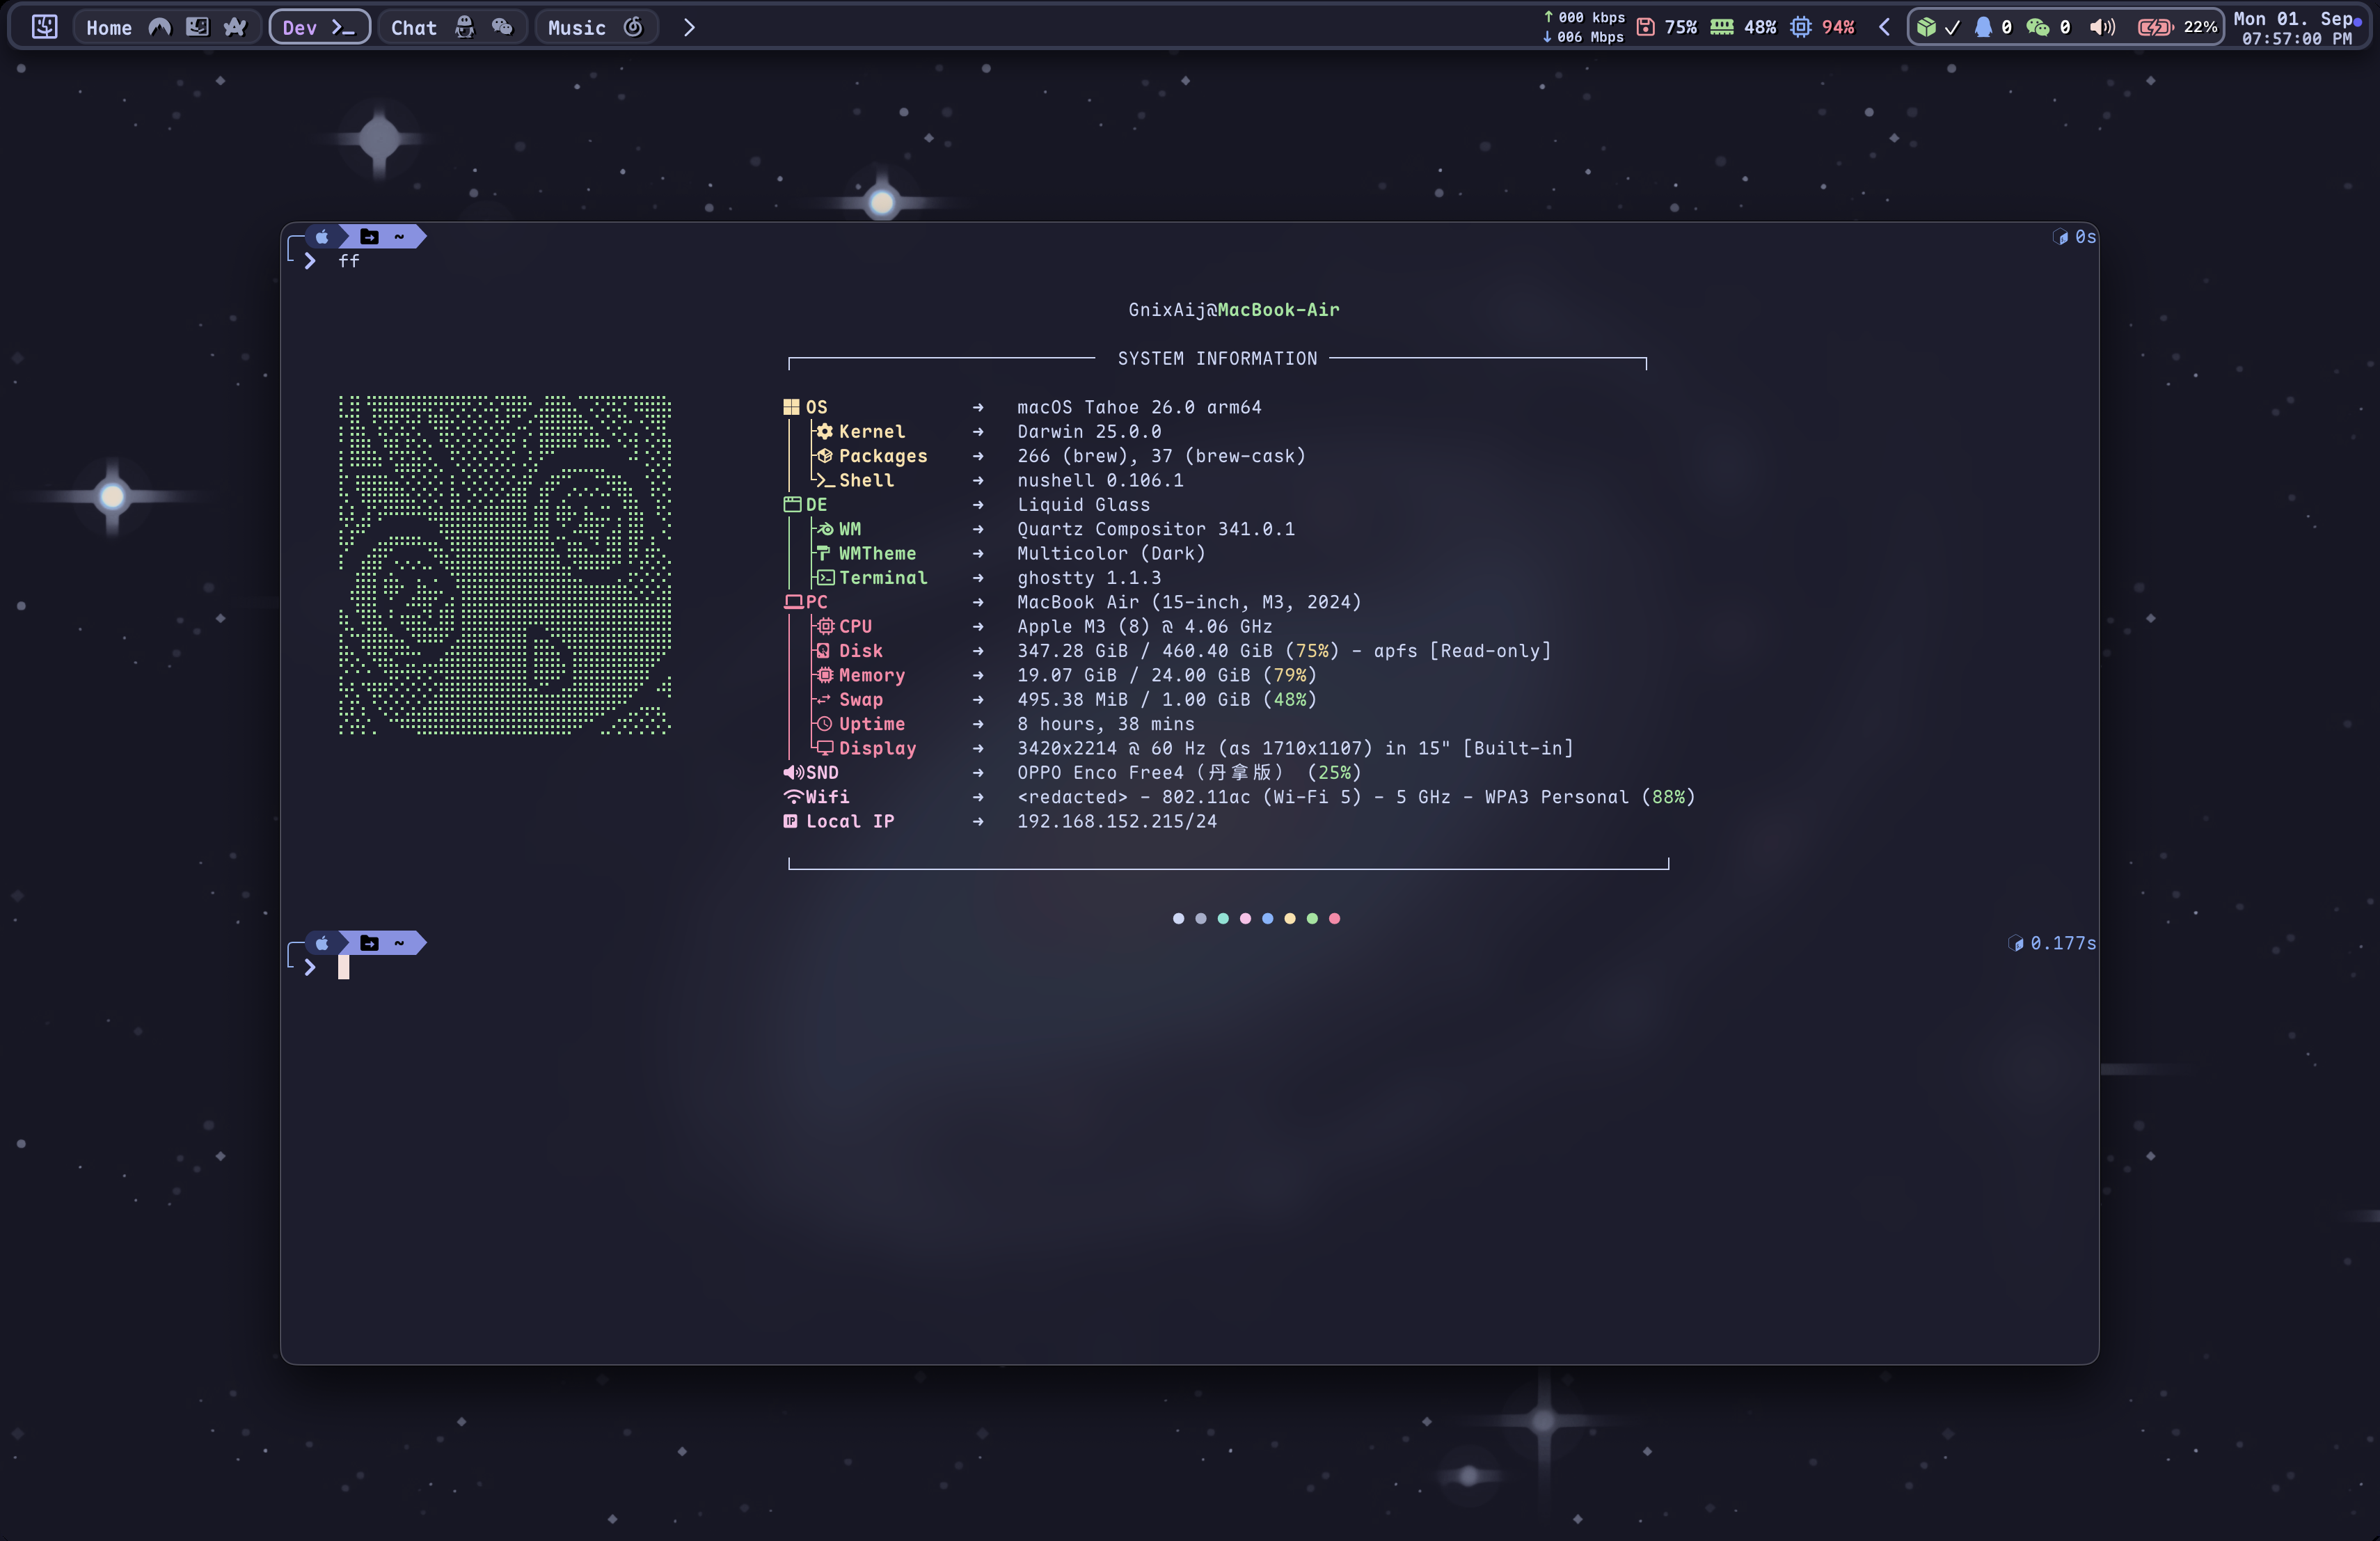 Home Dev Chat Music 000 kbps 75% 48% 94% 0 0 22% Mon 01. Sep
006 Mbps 07:57:00 PM
~ 0s
ff
GnixAij@MacBook-Air
SYSTEM INFORMATION
OS → macOS Tahoe 26.0 arm64
Kernel → Darwin 25.0.0
Packages → 266 (brew), 37 (brew-cask)
Shell → nushell 0.106.1
DE → Liquid Glass
WM → Quartz Compositor 341.0.1
WMTheme → Multicolor (Dark)
Terminal → ghostty 1.1.3
PC → MacBook Air (15-inch, M3, 2024)
CPU → Apple M3 (8) @ 4.06 GHz
Disk → 347.28 GiB / 460.40 GiB (75%) - apfs [Read-only]
Memory → 19.07 GiB / 24.00 GiB (79%)
Swap → 495.38 MiB / 1.00 GiB (48%)
Uptime → 8 hours, 38 mins
Display → 3420x2214 @ 60 Hz (as 1710x1107) in 15" [Built-in]
SND → OPPO Enco Free4（丹拿版） (25%)
Wifi → <redacted> - 802.11ac (Wi-Fi 5) - 5 GHz - WPA3 Personal (88%)
IP Local IP → 192.168.152.215/24
~ 0.177s